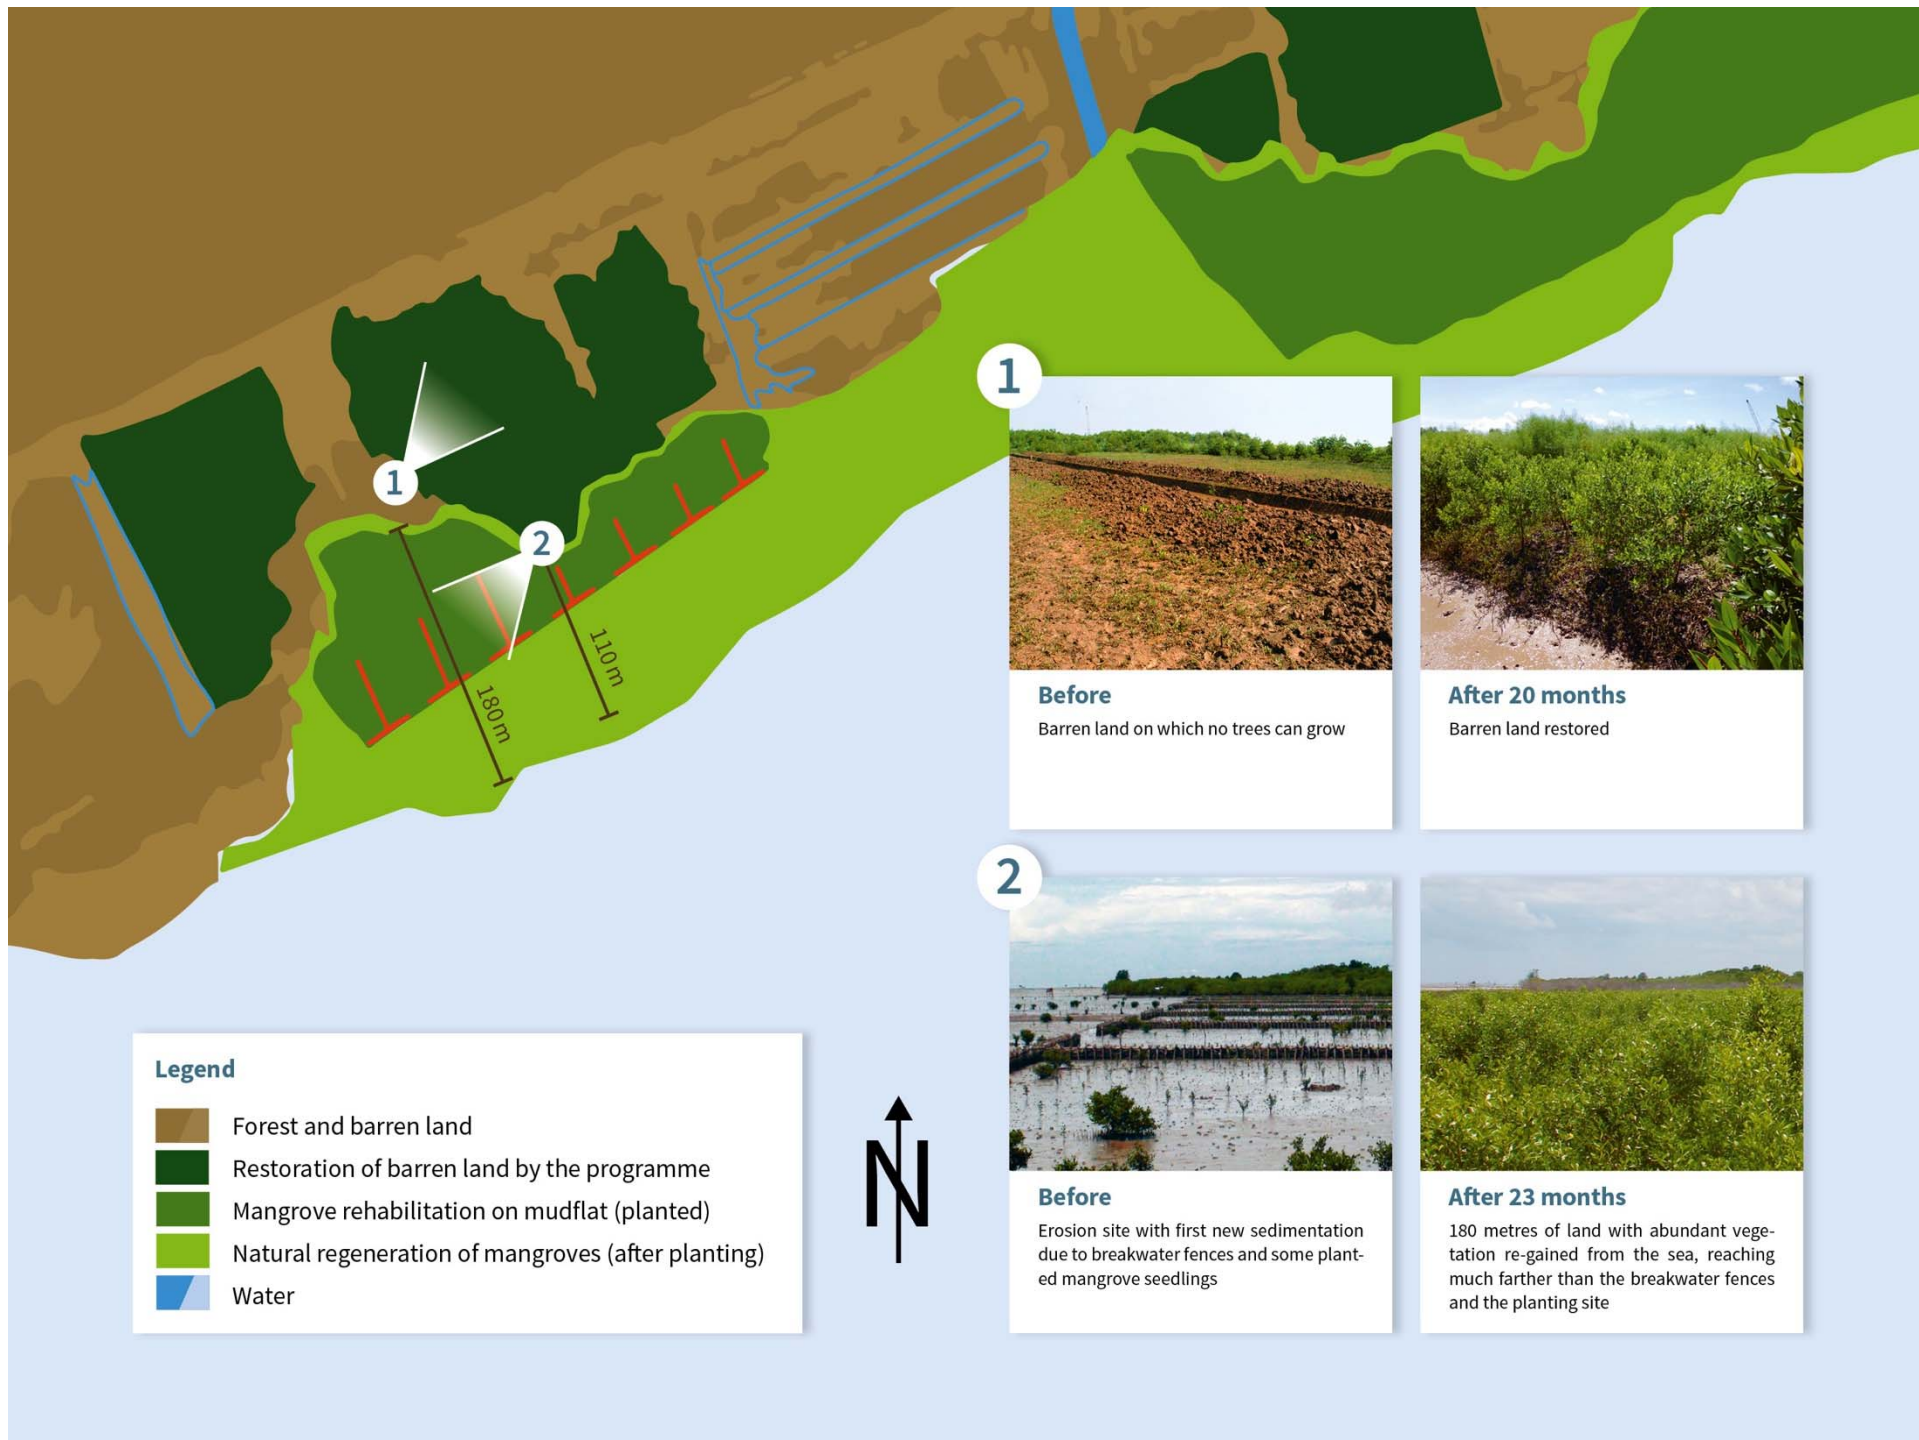 1
2
180m
110m
1
Before
Barren land on which no trees can grow
After 20 months
Barren land restored
2
Before
Erosion site with first new sedimentation
due to breakwater fences and some plant-
ed mangrove seedlings
After 23 months
180 metres of land with abundant vege-
tation re-gained from the sea, reaching
much farther than the breakwater fences
and the planting site
Legend
Forest and barren land
Restoration of barren land by the programme
Mangrove rehabilitation on mudflat (planted)
Natural regeneration of mangroves (after planting)
Water
N